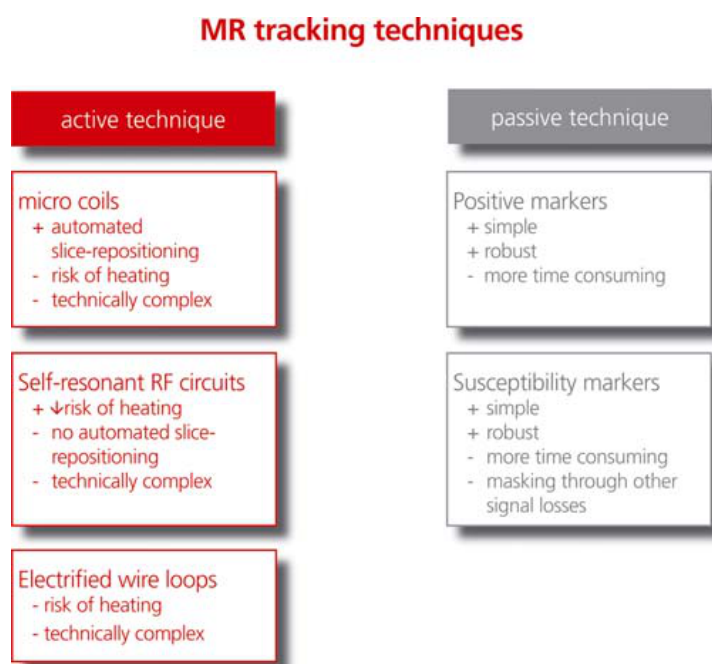 MR tracking techniques
active technique
micro coils
+ automated
slice-repositioning
- risk of heating
- technically complex
Self-resonant RF circuits
+ ↓risk of heating
- no automated slice-
repositioning
- technically complex
Electrified wire loops
- risk of heating
- technically complex
passive technique
Positive markers
+ simple
+ robust
- more time consuming
Susceptibility markers
+ simple
+ robust
- more time consuming
- masking through other
signal losses